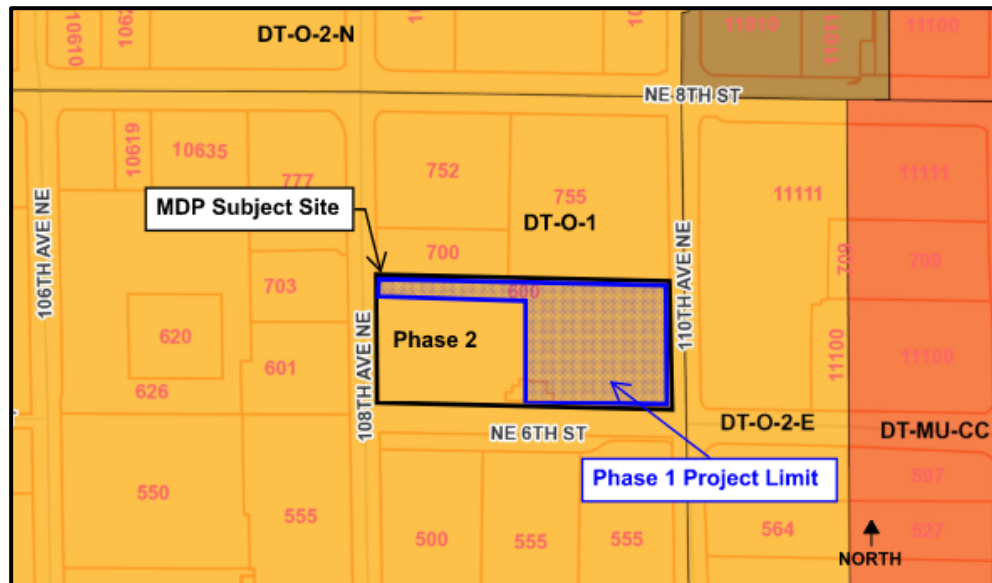 10610
DT-O-2-N
11100
NE 8TH ST
10619
10635
777
752
755
11111
11111
MDP Subject Site
DT-O-1
106TH AVE NE
700
703
600
110TH AVE NE
709
709
620
Phase 2
601
626
108TH AVE NE
11100
11100
NE 6TH ST
DT-O-2-E
DT-MU-CC
Phase 1 Project Limit
550
555
500
555
555
564
597
527
NORTH